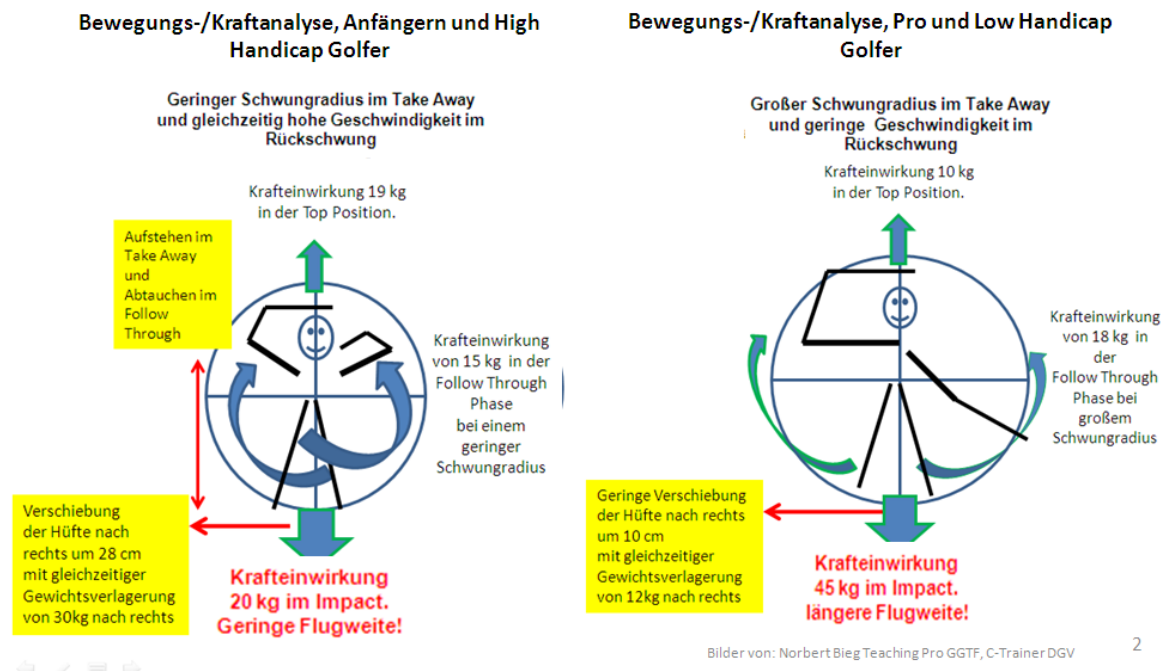 Bewegungs-/Kraftanalyse, Anfängern und High
Handicap Golfer
Geringer Schwungradius im Take Away
und gleichzeitig hohe Geschwindigkeit im
Rückschwung
Krafteinwirkung 19 kg
in der Top Position.
Aufstehen im
Take Away
und
Abtauchen im
Follow
Through
Krafteinwirkung
von 15 kg in der
Follow Through
Phase
bei einem
geringer
Schwungradius
Verschiebung
der Hüfte nach
rechts um 28 cm
mit gleichzeitiger
Gewichtsverlagerung
von 30kg nach rechts
Krafteinwirkung
20 kg im Impact.
Geringe Flugweite!
Bewegungs-/Kraftanalyse, Pro und Low Handicap
Golfer
Großer Schwungradius im Take Away
und geringe Geschwindigkeit im
Rückschwung
Krafteinwirkung 10 kg
in der Top Position.
Krafteinwirkung
von 18 kg in
der
Follow Through
Phase bei
großem
Schwungradius
Geringe Verschiebung
der Hüfte nach rechts
um 10 cm
mit gleichzeitiger
Gewichtsverlagerung
von 12kg nach rechts
Krafteinwirkung
45 kg im Impact.
längere Flugweite!
Bilder von: Norbert Bieg Teaching Pro GGTF, C-Trainer DGV
2